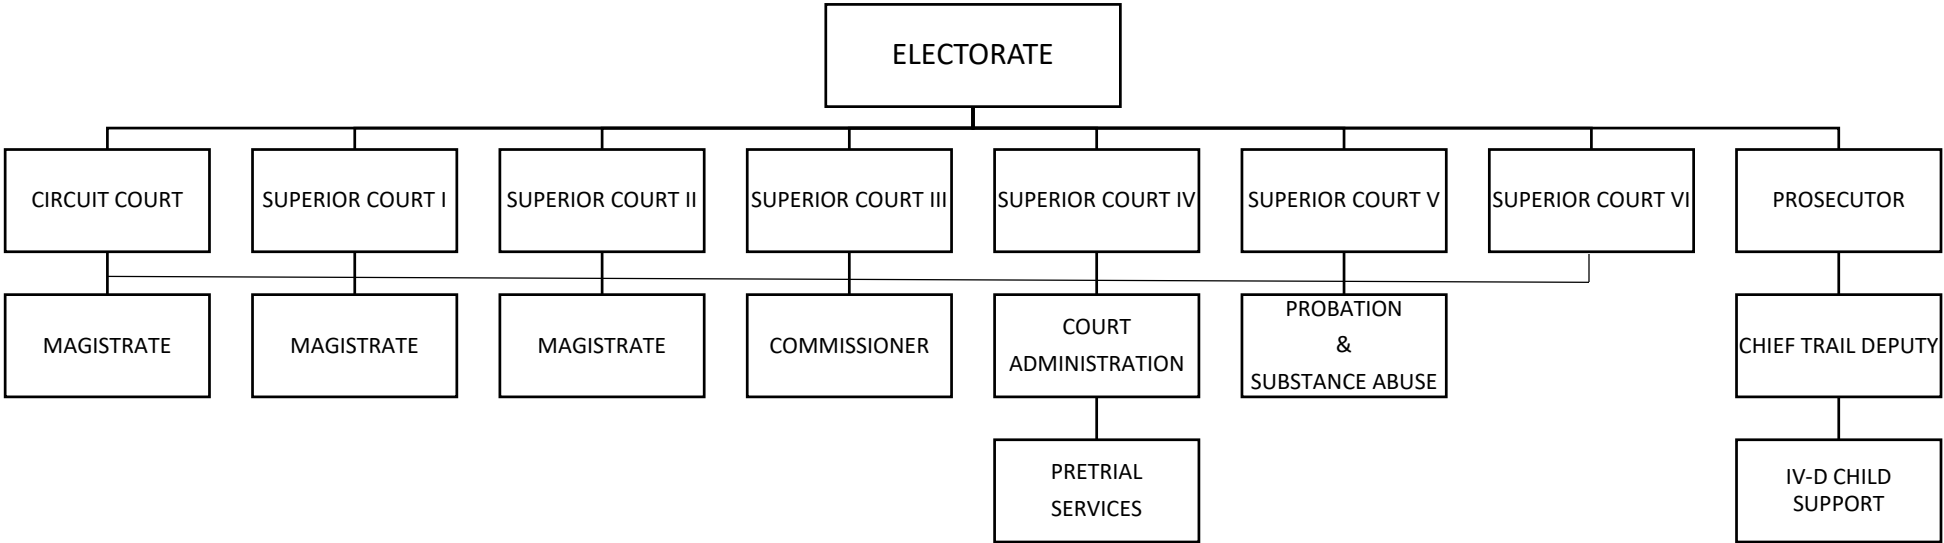 ELECTORATE
CIRCUIT COURT
SUPERIOR COURT I
SUPERIOR COURT II
SUPERIOR COURT III
SUPERIOR COURT IV
SUPERIOR COURT V
SUPERIOR COURT VI
PROSECUTOR
MAGISTRATE
MAGISTRATE
MAGISTRATE
COMMISSIONER
COURT
ADMINISTRATION
PROBATION
&
SUBSTANCE ABUSE
CHIEF TRAIL DEPUTY
PRETRIAL
SERVICES
IV-D CHILD
SUPPORT